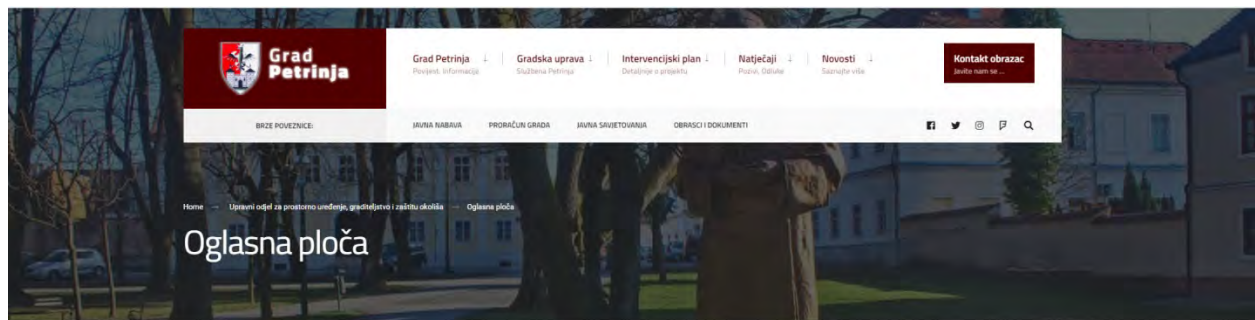 Grad
Petrinja
Grad Petrinja
Povijest, Informacije
Gradska uprava
Službena Petrinja
Intervencijski plan
Detaljnije o projektu
Natječaji
Pozivi, Odluke
Novosti
Saznajte više
Kontakt obrazac
Javite nam se ...
BRZE POVEZNICE:
JAVNA NABAVA
PRORAČUN GRADA
JAVNA SAVJETOVANJA
OBRASCI I DOKUMENTI
Home → Upravni odjel za prostorno uređenje, graditeljstvo i zaštitu okoliša → Oglasna ploča
Oglasna ploča